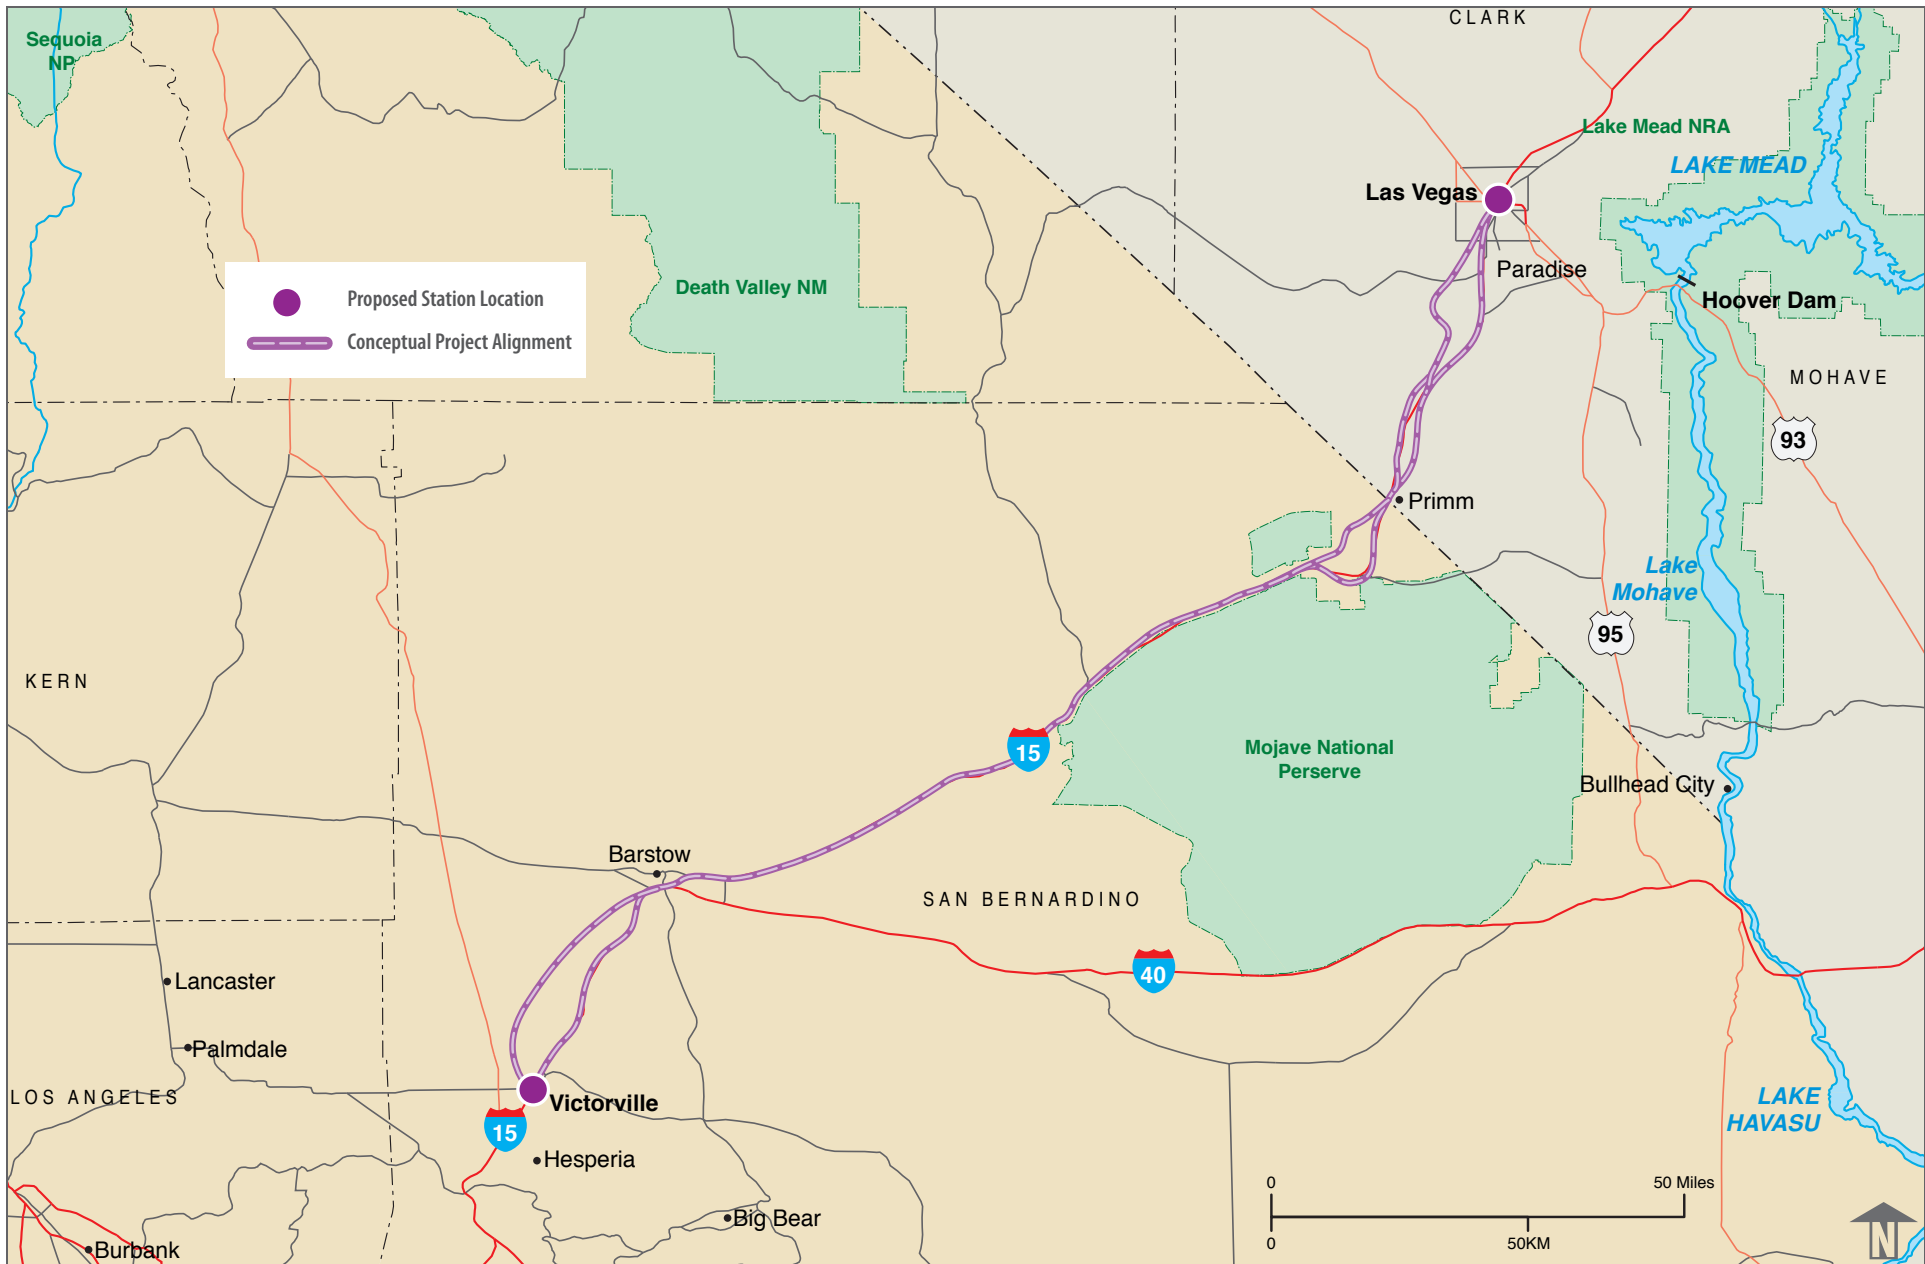 CLARK
Sequoia
NP
Lake Mead NRA
LAKE MEAD
Las Vegas
Paradise
Death Valley NM
Proposed Station Location
Conceptual Project Alignment
Hoover Dam
MOHAVE
93
Primm
Lake
Mohave
95
KERN
15
Mojave National
Perserve
Bullhead City
Barstow
SAN BERNARDINO
40
Lancaster
Palmdale
LOS ANGELES
Victorville
LAKE
HAVASU
15
Hesperia
0
50 Miles
Big Bear
0
50KM
N
Burbank